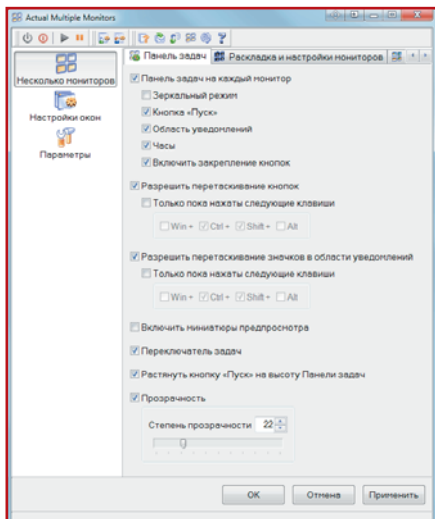 Actual Multiple Monitors
Несколько мониторов
Настройки окон
Параметры
Панель задач
Раскладка и настройки мониторов
Панель задач на каждый монитор
Зеркальный режим
Кнопка «Пуск»
Область уведомлений
Часы
Включить закрепление кнопок
Разрешить перетаскивание кнопок
Только пока нажаты следующие клавиши
Win + Ctrl + Shift + Alt
Разрешить перетаскивание значков в области уведомлений
Только пока нажаты следующие клавиши
Win + Ctrl + Shift + Alt
Включить миниатюры предпросмотра
Переключатель задач
Растянуть кнопку «Пуск» на высоту Панели задач
Прозрачность
Степень прозрачности 22
ОК Отмена Применить